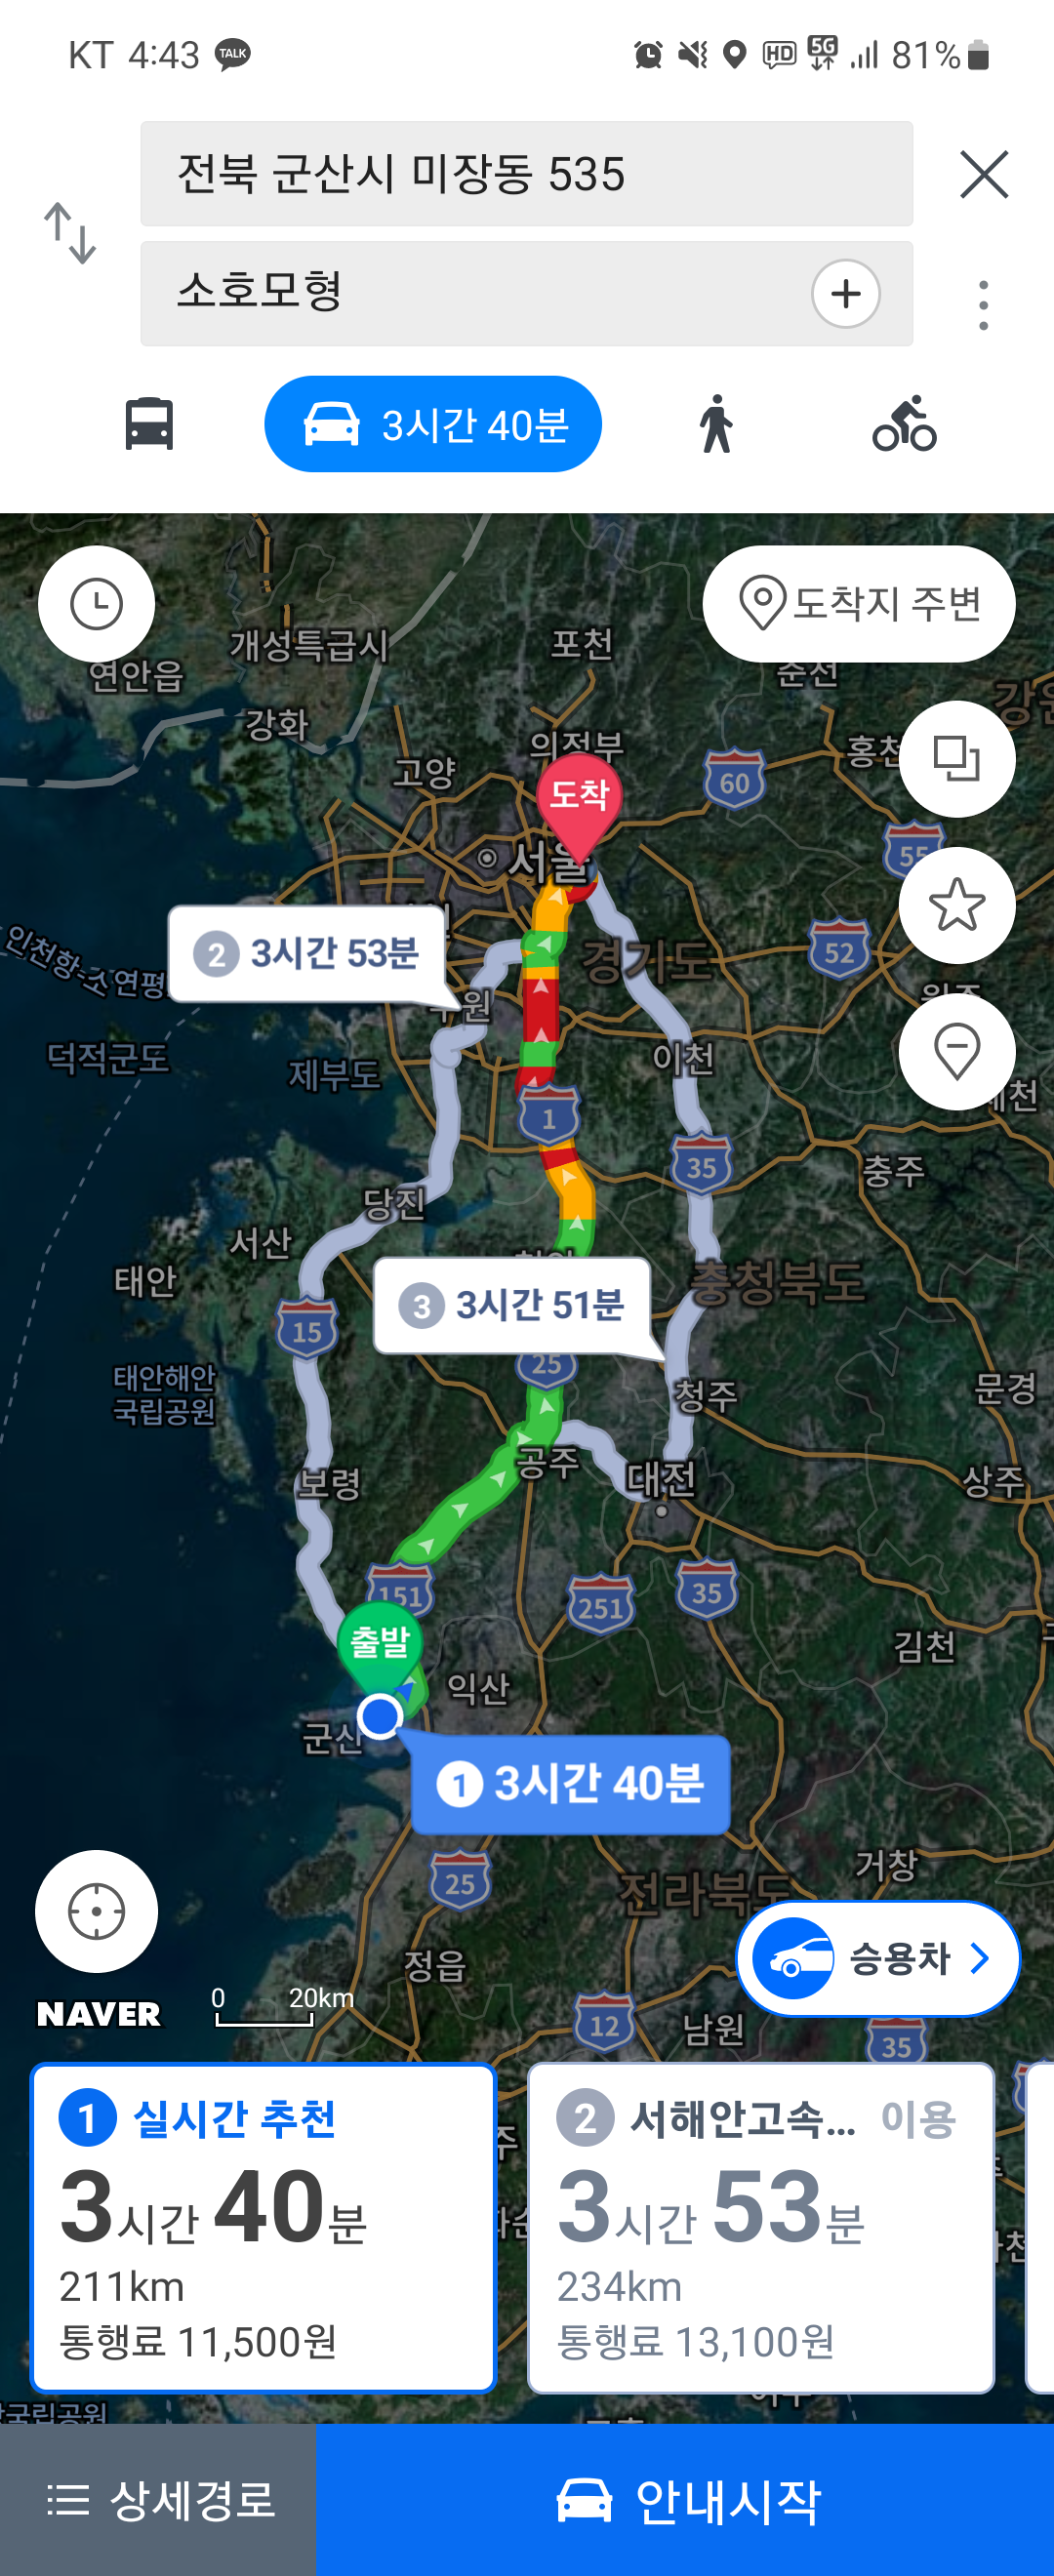 KT 4:43 TALK
HD 5G 81%
전북 군산시 미장동 535
소호모형
3시간 40분
도착지 주변
개성특급시
포천
연안읍
춘천
강화
의정부
고양
홍천
60
도착
서울
55
2 3시간 53분
경기도
52
인천항-소연평
덕적군도
제부도
이천
1
35
충주
당진
서산
태안
충청북도
3 3시간 51분
15
25
태안해안
국립공원
청주
문경
공주
보령
대전
상주
151
251
35
출발
김천
익산
군산
1 3시간 40분
25
거창
전라북도
정읍
승용차
NAVER
0 20km
12
남원
35
1 실시간 추천
3시간 40분
211km
통행료 11,500원
2 서해안고속... 이용
3시간 53분
234km
통행료 13,100원
상세경로
안내시작